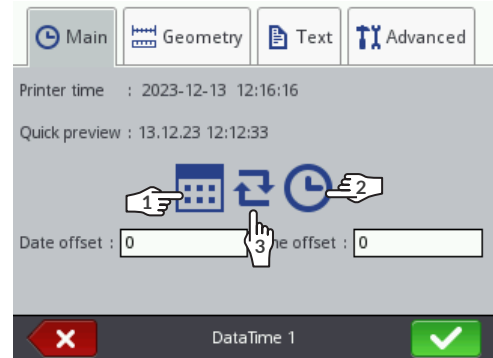 Main Geometry Text Advanced
Printer time : 2023-12-13 12:16:16
Quick preview : 13.12.23 12:12:33
1 2
3
Date offset : 0 me offset : 0
DataTime 1